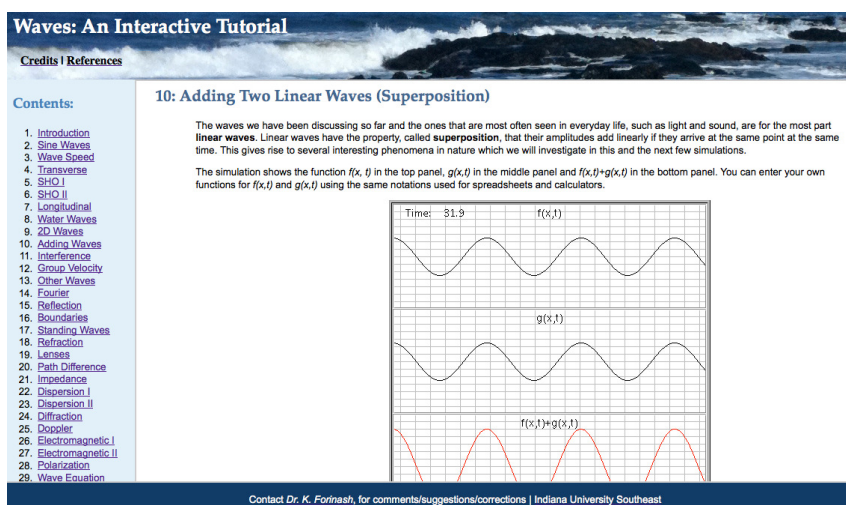 Waves: An Interactive Tutorial
Credits | References
Contents:
1. Introduction
2. Sine Waves
3. Wave Speed
4. Transverse
5. SHO I
6. SHO II
7. Longitudinal
8. Water Waves
9. 2D Waves
10. Adding Waves
11. Interference
12. Group Velocity
13. Other Waves
14. Fourier
15. Reflection
16. Boundaries
17. Standing Waves
18. Refraction
19. Lenses
20. Path Difference
21. Impedance
22. Dispersion I
23. Dispersion II
24. Diffraction
25. Doppler
26. Electromagnetic I
27. Electromagnetic II
28. Polarization
29. Wave Equation
10: Adding Two Linear Waves (Superposition)
The waves we have been discussing so far and the ones that are most often seen in everyday life, such as light and sound, are for the most part
linear waves. Linear waves have the property, called superposition, that their amplitudes add linearly if they arrive at the same point at the same
time. This gives rise to several interesting phenomena in nature which we will investigate in this and the next few simulations.
The simulation shows the function f(x, t) in the top panel, g(x,t) in the middle panel and f(x,t)+g(x,t) in the bottom panel. You can enter your own
functions for f(x,t) and g(x,t) using the same notations used for spreadsheets and calculators.
Time: 31.9 f(x,t)
g(x,t)
f(x,t)+g(x,t)
Contact Dr. K. Forinash, for comments/suggestions/corrections | Indiana University Southeast